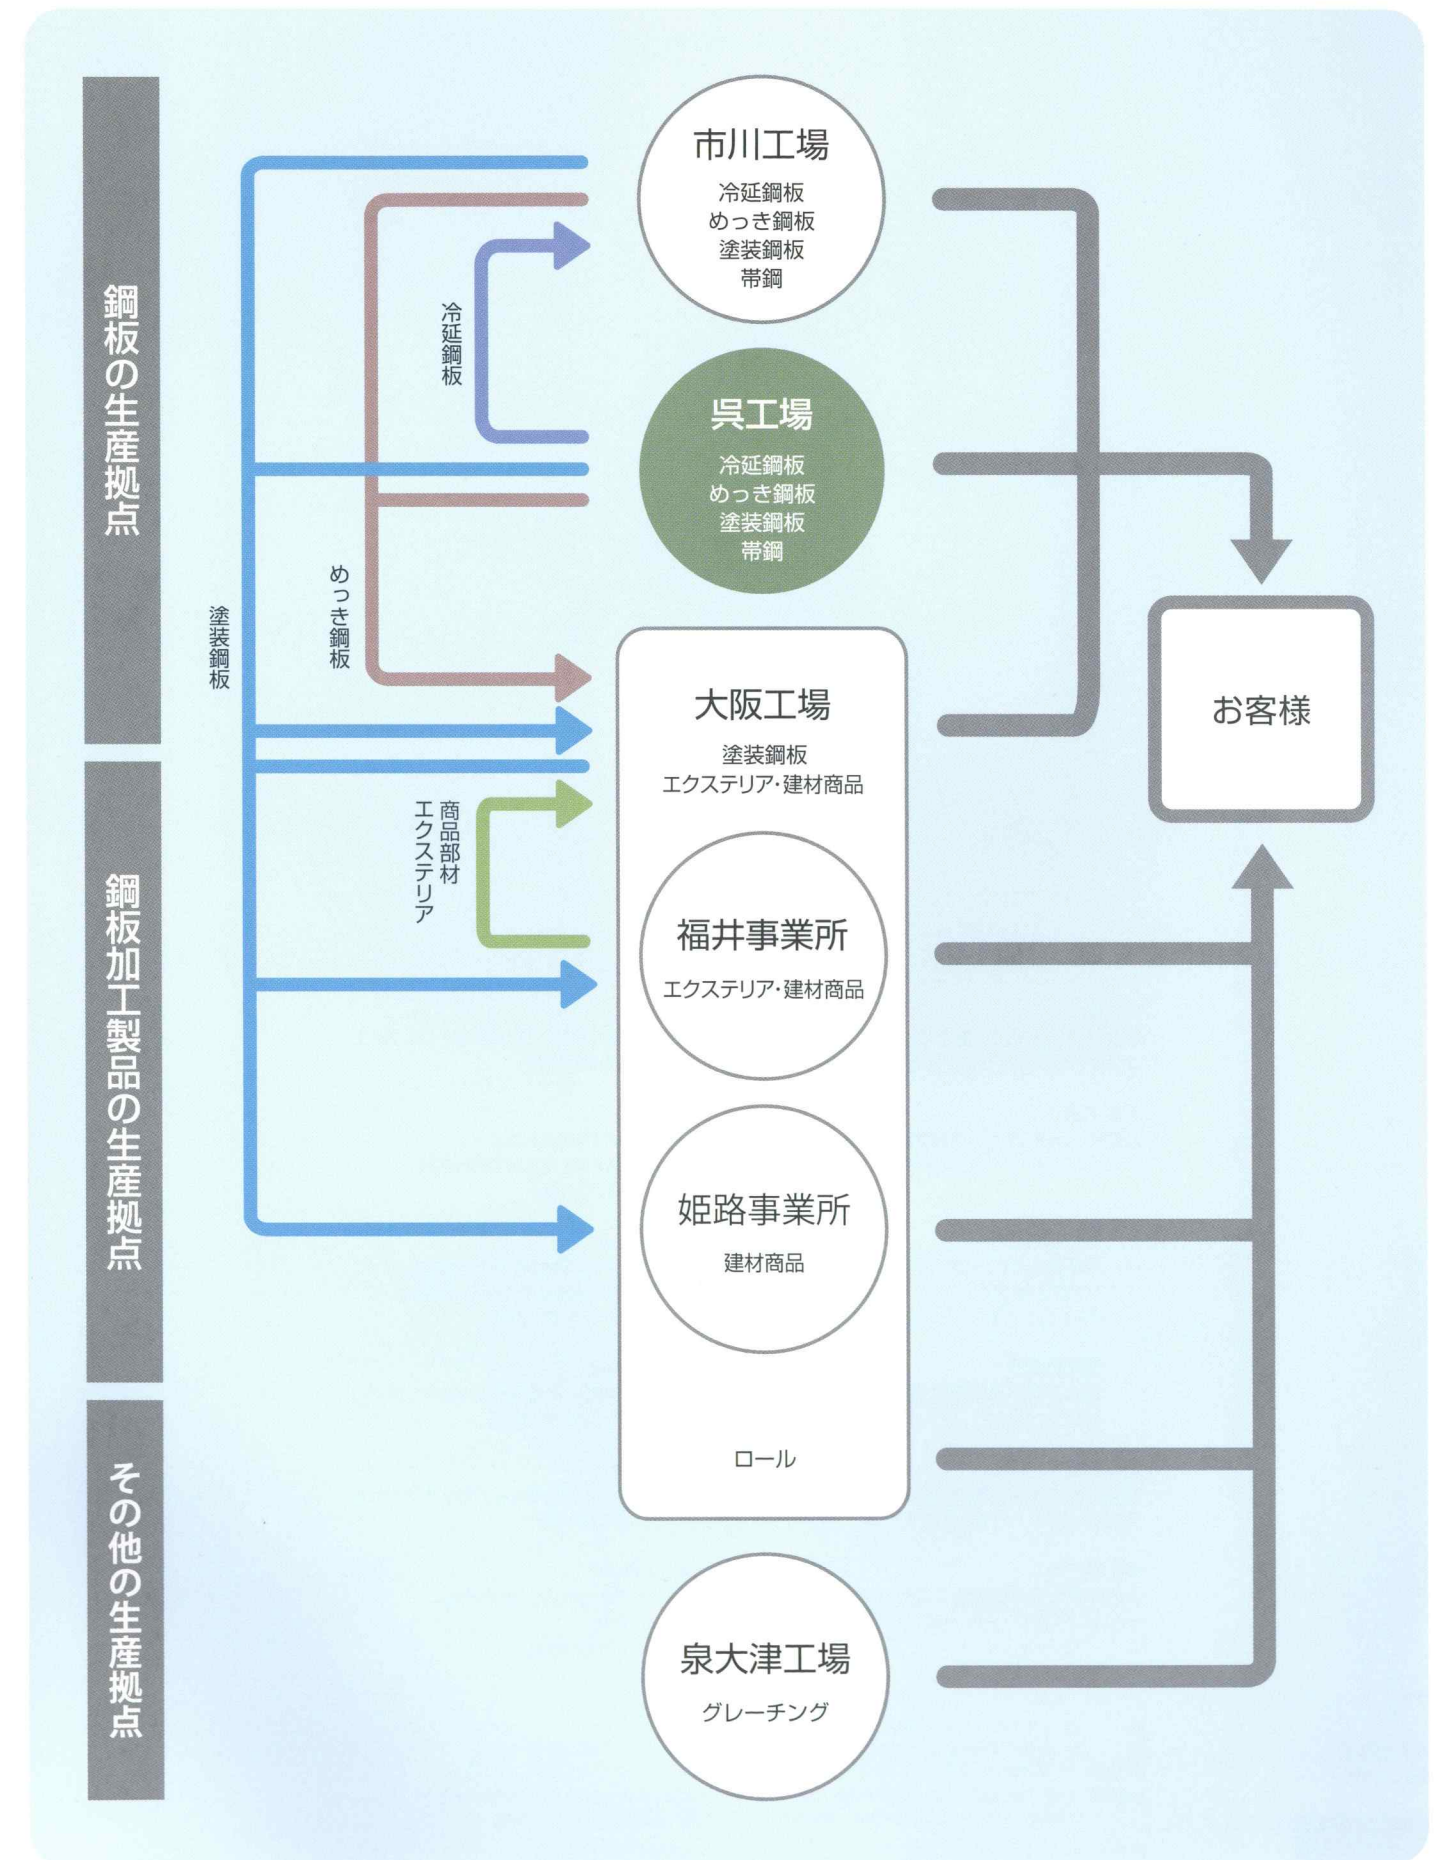 鋼板の生産拠点
鋼板加工製品の生産拠点
その他の生産拠点
塗装鋼板
めっき鋼板
冷延鋼板
商品部材
エクステリア
市川工場
冷延鋼板
めっき鋼板
塗装鋼板
帯鋼
呉工場
冷延鋼板
めっき鋼板
塗装鋼板
帯鋼
大阪工場
塗装鋼板
エクステリア・建材商品
福井事業所
エクステリア・建材商品
姫路事業所
建材商品
ロール
泉大津工場
グレーチング
お客様